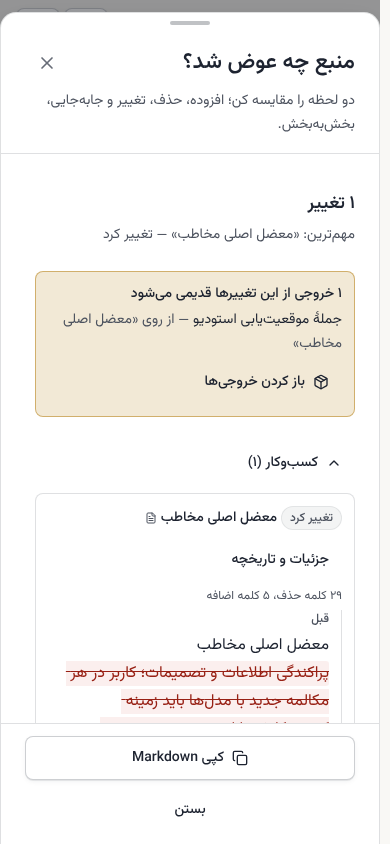 منبع چه عوض شد؟
دو لحظه را مقایسه کن؛ افزوده، حذف، تغییر و جابه‌جایی،
بخش‌به‌بخش.
۱ تغییر
مهم‌ترین: «معضل اصلی مخاطب» — تغییر کرد
۱ خروجی از این تغییرها قدیمی می‌شود
جملهٔ موقعیت‌یابی استودیو — از روی «معضل اصلی
مخاطب»
باز کردن خروجی‌ها
کسب‌وکار (۱)
تغییر کرد معضل اصلی مخاطب
جزئیات و تاریخچه
۲۹ کلمه حذف، ۵ کلمه اضافه
قبل
معضل اصلی مخاطب
پراکندگی اطلاعات و تصمیمات؛ کاربر در هر
مکالمه جدید با مدل‌ها باید زمینه
کپی Markdown
بستن